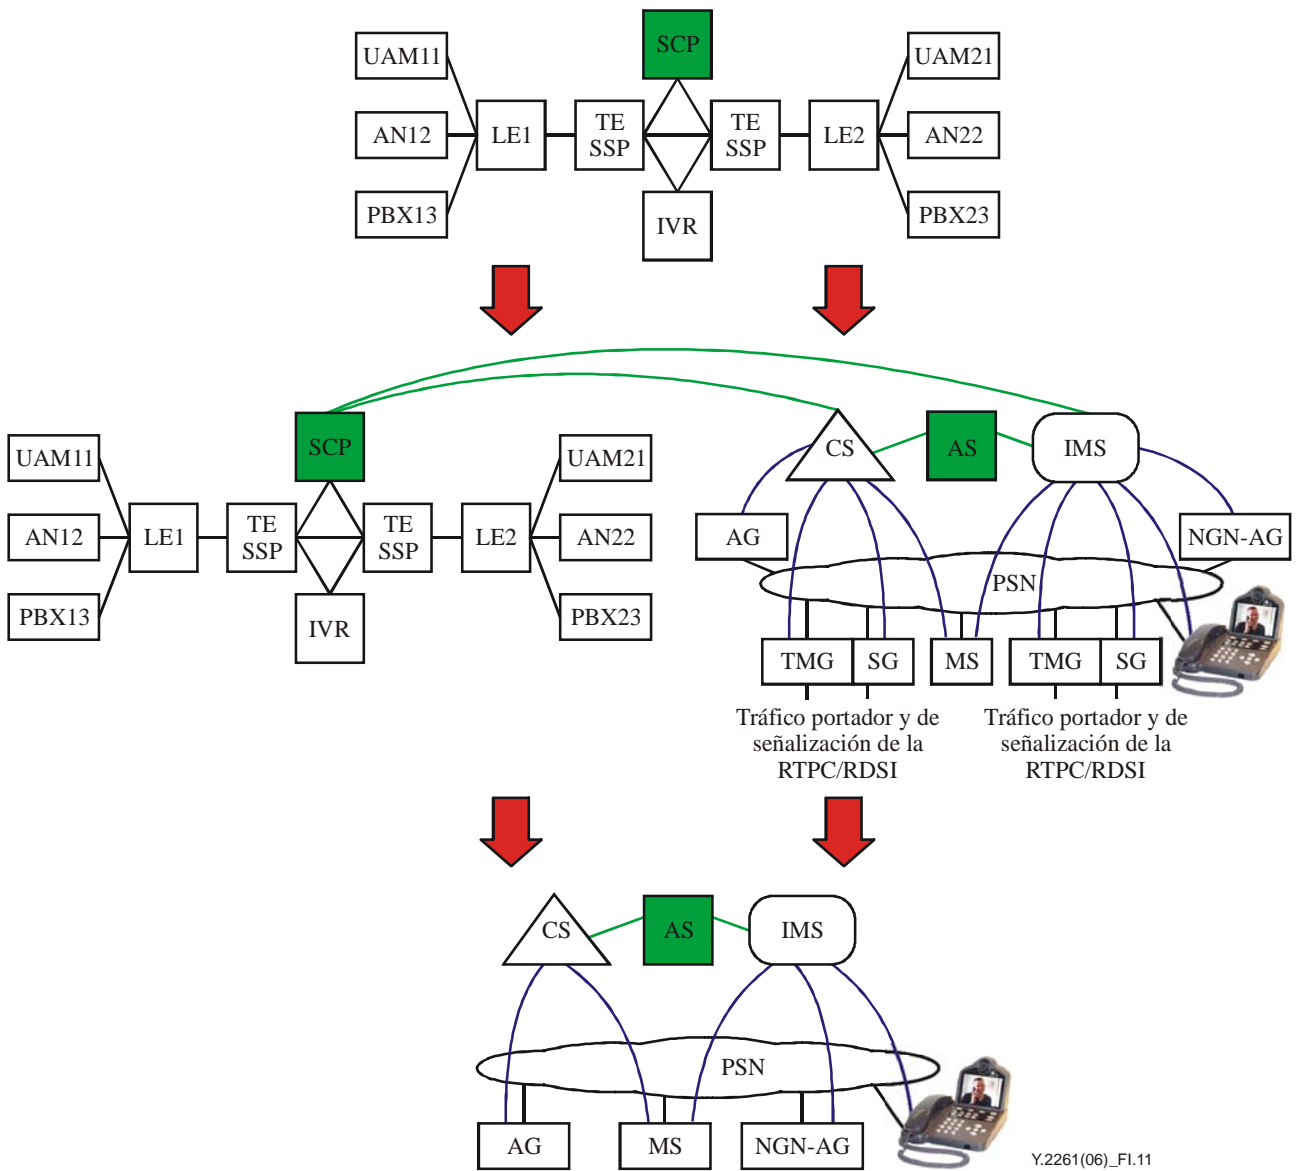 SCP
UAM11
UAM21
AN12
LE1
TE
SSP
TE
SSP
LE2
AN22
PBX13
IVR
PBX23
SCP
CS
AS
IMS
UAM11
UAM21
AN12
LE1
TE
SSP
TE
SSP
LE2
AN22
AG
NGN-AG
PSN
PBX13
IVR
PBX23
TMG
SG
MS
TMG
SG
Tráfico portador y de
señalización de la
RTPC/RDSI
Tráfico portador y de
señalización de la
RTPC/RDSI
CS
AS
IMS
PSN
AG
MS
NGN-AG
Y.2261(06)_FI.11